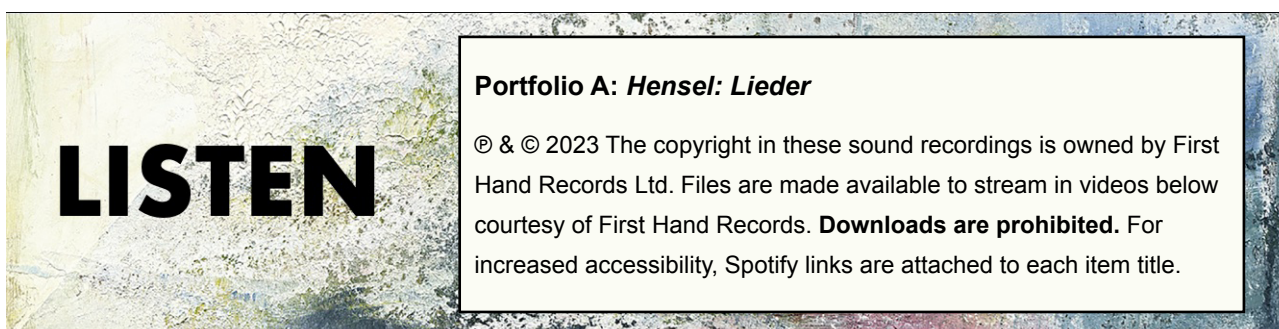 LISTEN
Portfolio A: Hensel: Lieder
℗ & © 2023 The copyright in these sound recordings is owned by First
Hand Records Ltd. Files are made available to stream in videos below
courtesy of First Hand Records. Downloads are prohibited. For
increased accessibility, Spotify links are attached to each item title.